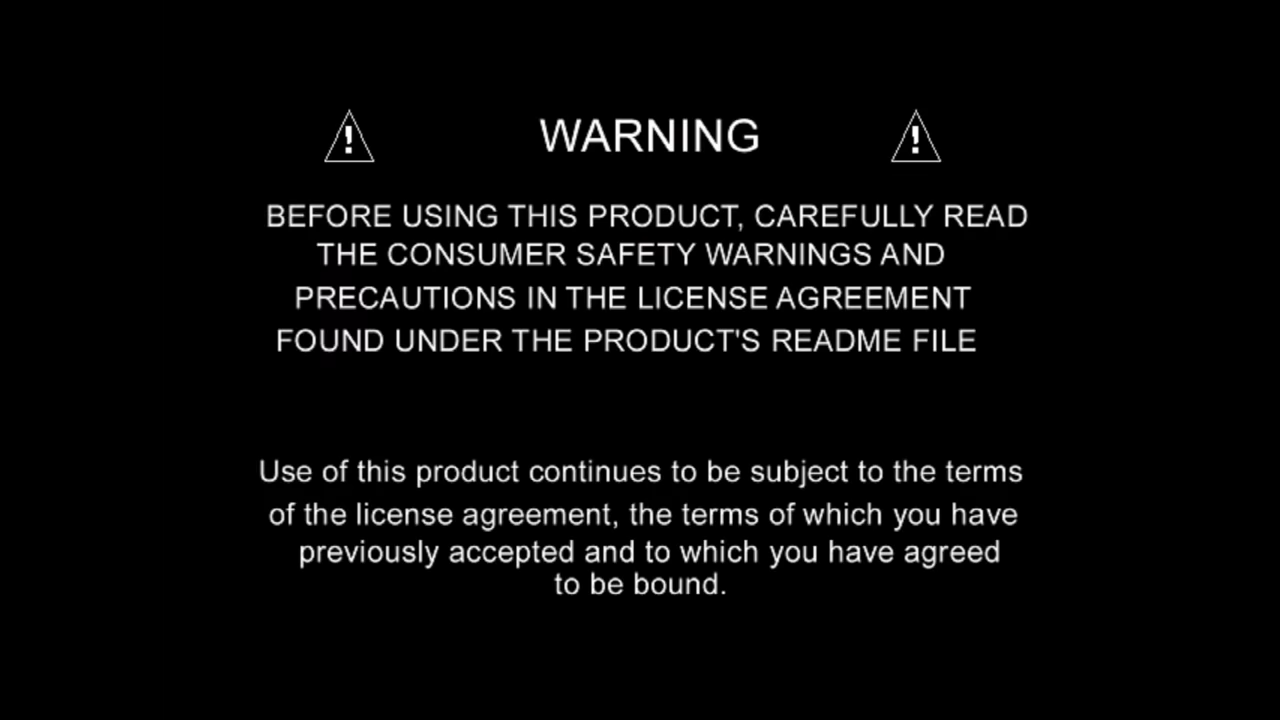 WARNING
BEFORE USING THIS PRODUCT, CAREFULLY READ
THE CONSUMER SAFETY WARNINGS AND
PRECAUTIONS IN THE LICENSE AGREEMENT
FOUND UNDER THE PRODUCT'S README FILE
Use of this product continues to be subject to the terms
of the license agreement, the terms of which you have
previously accepted and to which you have agreed
to be bound.